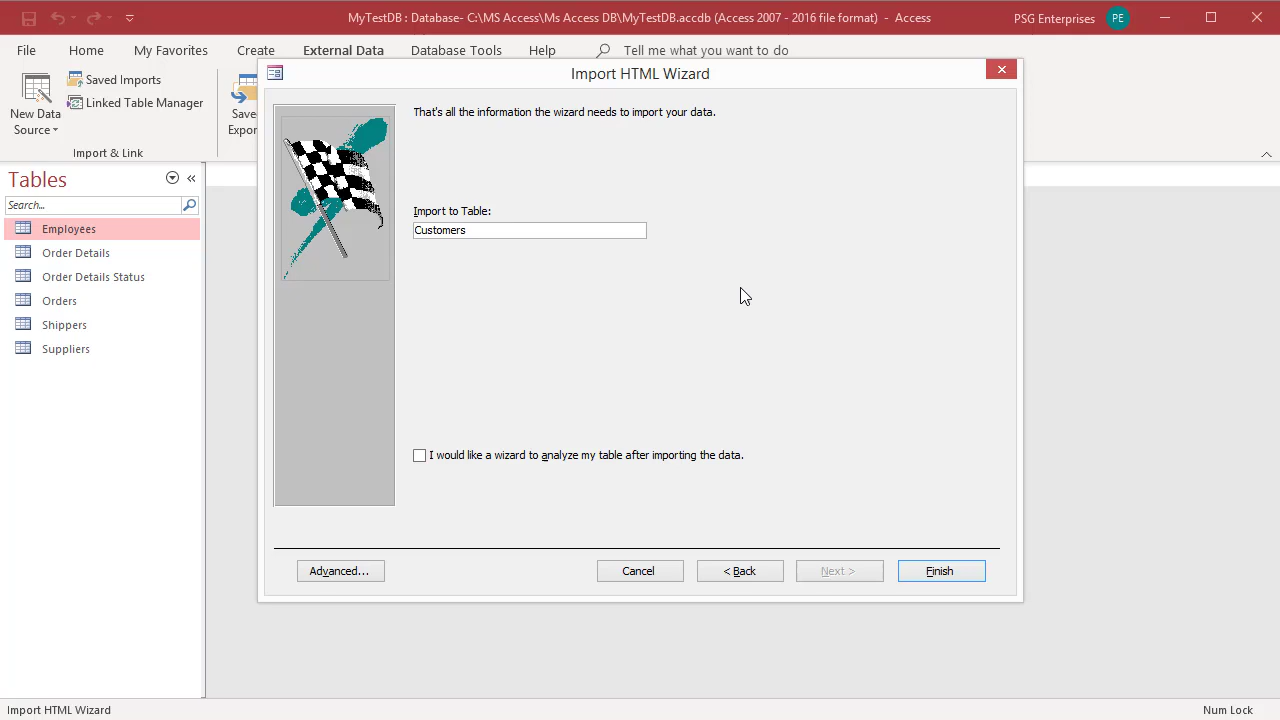 MyTestDB : Database- C:\MS Access\Ms Access DB\MyTestDB.accdb (Access 2007 - 2016 file format) - Access
PSG Enterprises
PE
File
Home
My Favorites
Create
External Data
Database Tools
Help
Tell me what you want to do
New Data
Source
Saved Imports
Linked Table Manager
Import & Link
Saved
Expor
Tables
Search...
Employees
Order Details
Order Details Status
Orders
Shippers
Suppliers
Import HTML Wizard
That's all the information the wizard needs to import your data.
Import to Table:
Customers
I would like a wizard to analyze my table after importing the data.
Advanced...
Cancel
< Back
Next >
Finish
Import HTML Wizard
Num Lock